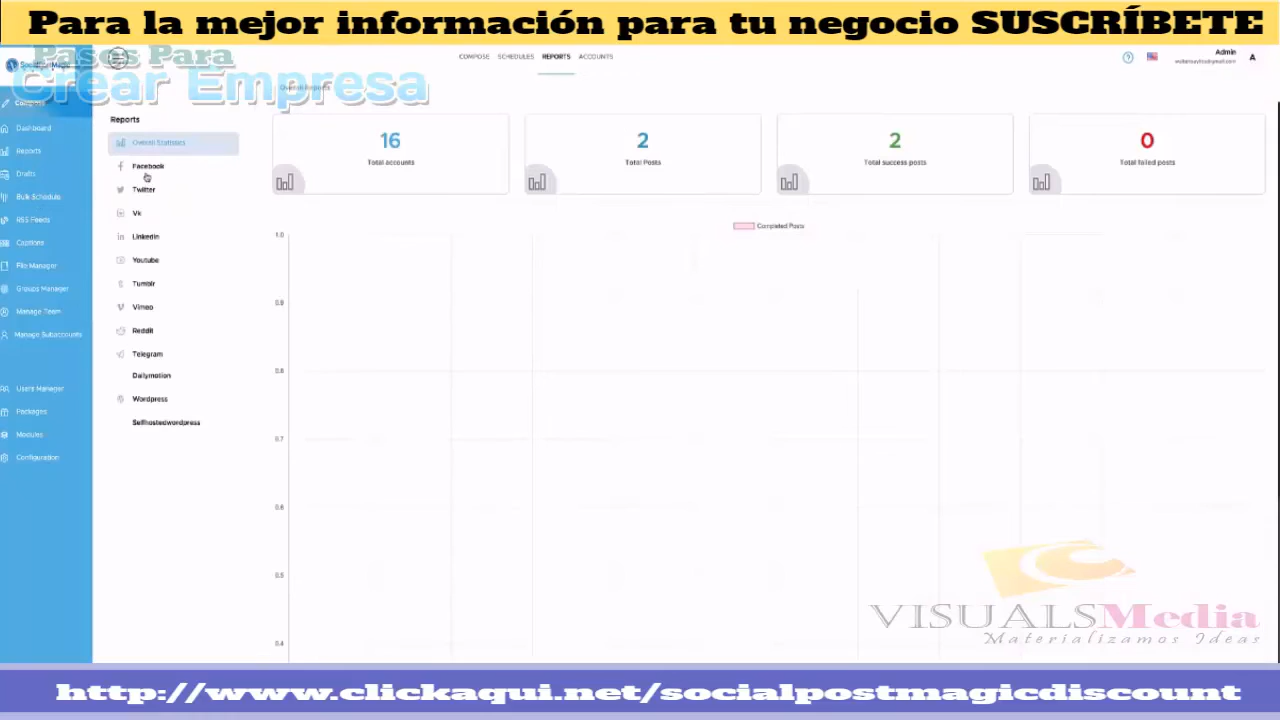 Para la mejor información para tu negocio SUSCRÍBETE
Pasos Para
Crear Empresa
COMPOSE SCHEDULES REPORTS ACCOUNTS
Admin
A
Overall Reports
Dashboard
Reports
Drafts
Bulk Schedule
RSS Feeds
Captions
File Manager
Groups Manager
Manage Team
Manage Subaccounts
Users Manager
Packages
Modules
Configuration
Reports
Overall Statistics
Facebook
Twitter
Vk
Linkedin
Youtube
Tumblr
Vimeo
Reddit
Telegram
Dailymotion
Wordpress
Selfhostedwordpress
16
Total accounts
2
Total Posts
2
Total success posts
0
Total failed posts
Completed Posts
1.0
0.9
0.8
0.7
0.6
0.5
0.4
VISUALSMedia
Materializamos Ideas
http://www.clickaqui.net/socialpostmagicdiscount